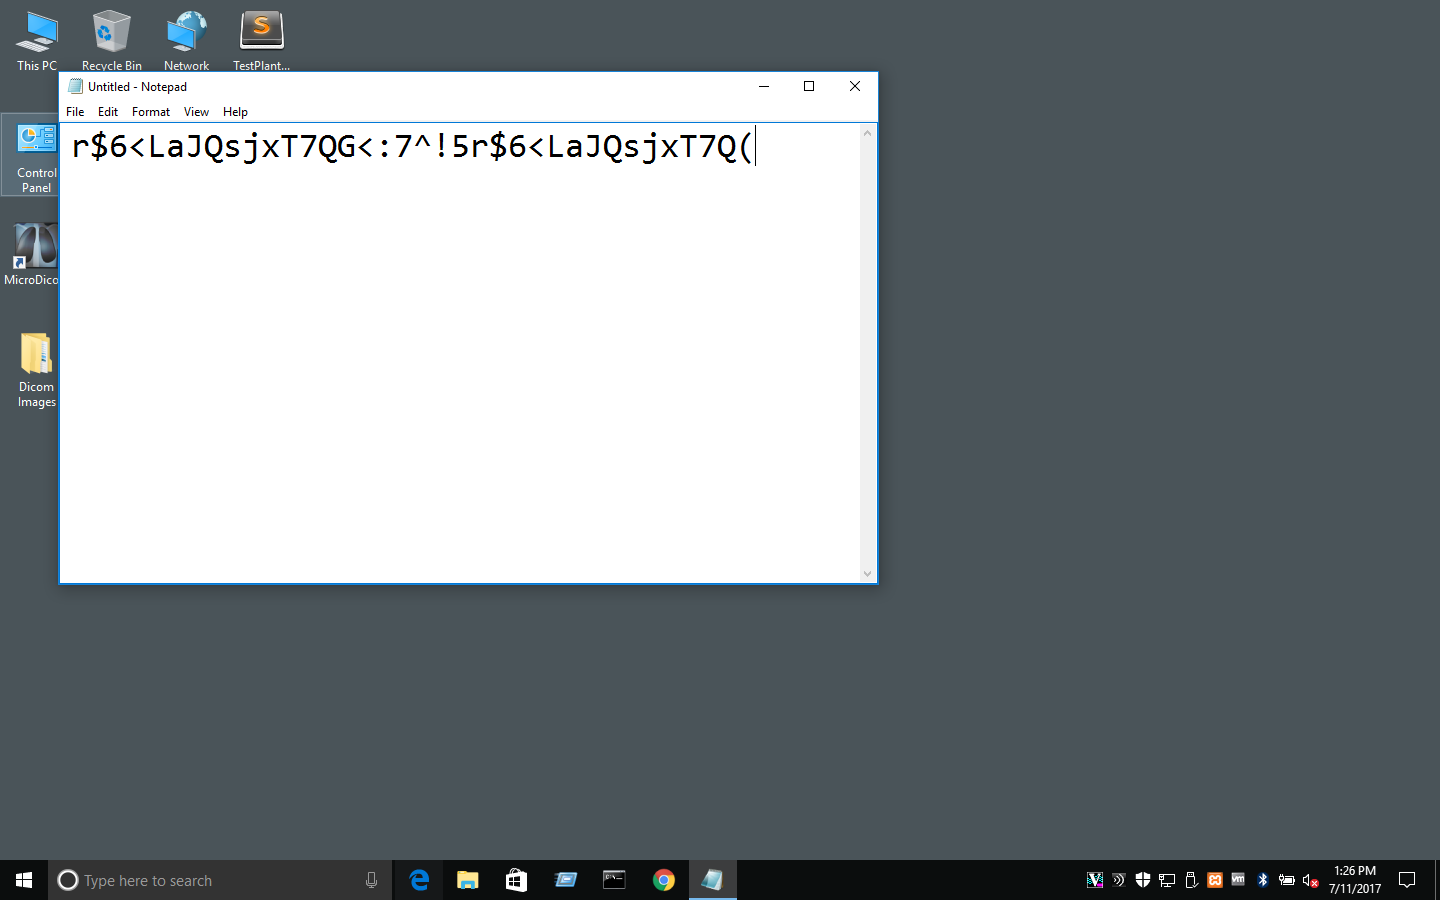 This PC
Recycle Bin
Network
TestPlant...
Untitled - Notepad
File Edit Format View Help
r$6<LaJQsjxT7QG<:7^!5r$6<LaJQsjxT7Q(
Control
Panel
MicroDico
Dicom
Images
Type here to search
1:26 PM
7/11/2017